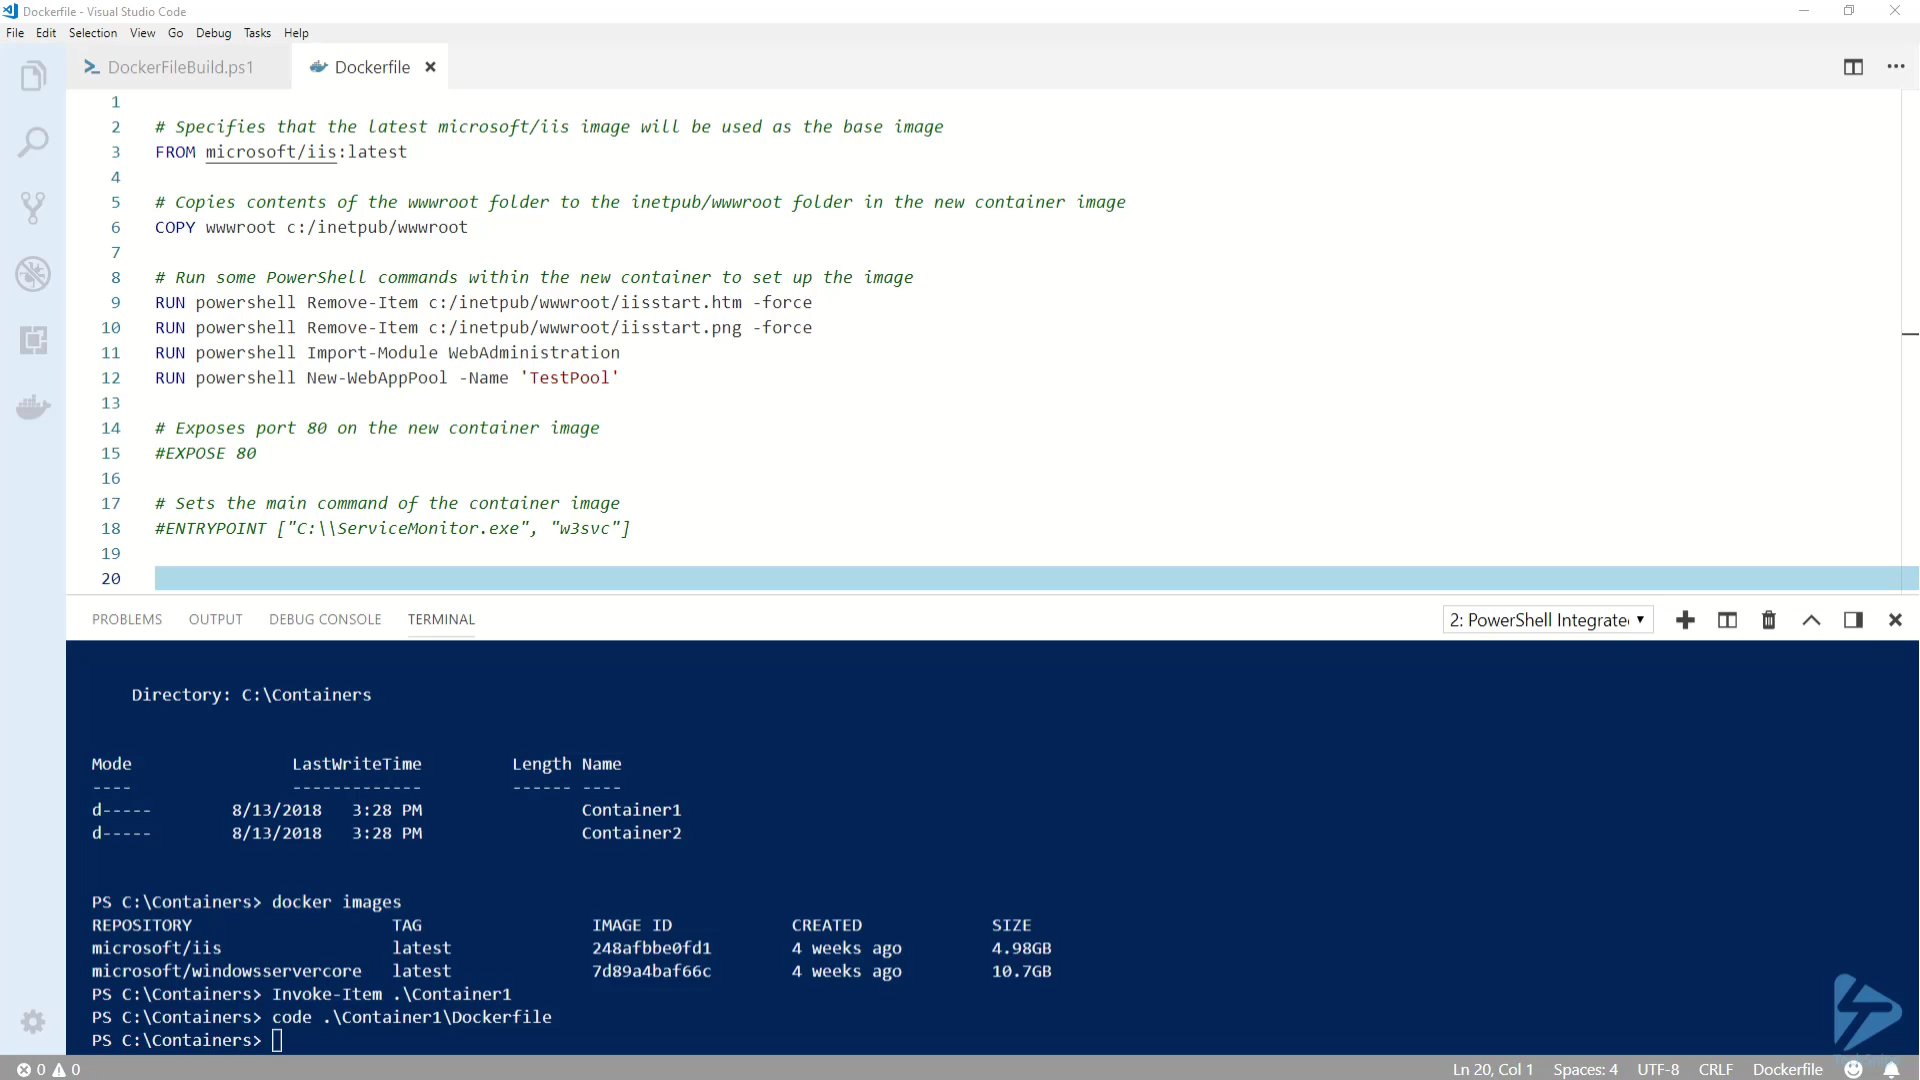 Dockerfile - Visual Studio Code
File Edit Selection View Go Debug Tasks Help
DockerFileBuild.ps1 Dockerfile
1
2 # Specifies that the latest microsoft/iis image will be used as the base image
3 FROM microsoft/iis:latest
4
5 # Copies contents of the wwwroot folder to the inetpub/wwwroot folder in the new container image
6 COPY wwwroot c:/inetpub/wwwroot
7
8 # Run some PowerShell commands within the new container to set up the image
9 RUN powershell Remove-Item c:/inetpub/wwwroot/iisstart.htm -force
10 RUN powershell Remove-Item c:/inetpub/wwwroot/iisstart.png -force
11 RUN powershell Import-Module WebAdministration
12 RUN powershell New-WebAppPool -Name 'TestPool'
13
14 # Exposes port 80 on the new container image
15 #EXPOSE 80
16
17 # Sets the main command of the container image
18 #ENTRYPOINT ["C:\\ServiceMonitor.exe", "w3svc"]
19
20
PROBLEMS OUTPUT DEBUG CONSOLE TERMINAL 2: PowerShell Integrate
Directory: C:\Containers
Mode LastWriteTime Length Name
---- ------------- ------ ----
d----- 8/13/2018 3:28 PM Container1
d----- 8/13/2018 3:28 PM Container2
PS C:\Containers> docker images
REPOSITORY TAG IMAGE ID CREATED SIZE
microsoft/iis latest 248afbbe0fd1 4 weeks ago 4.98GB
microsoft/windowsservercore latest 7d89a4baf66c 4 weeks ago 10.7GB
PS C:\Containers> Invoke-Item .\Container1
PS C:\Containers> code .\Container1\Dockerfile
PS C:\Containers>
0 0 Ln 20, Col 1 Spaces: 4 UTF-8 CRLF Dockerfile